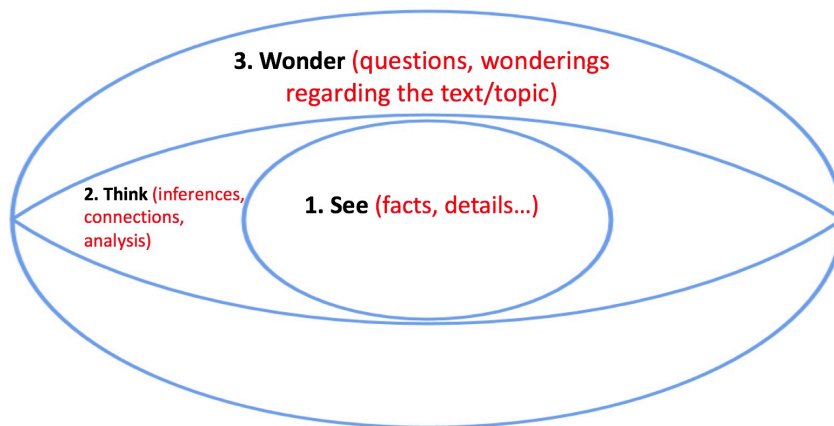 3. Wonder (questions, wonderings
regarding the text/topic)
2. Think (inferences,
connections,
analysis)
1. See (facts, details...)